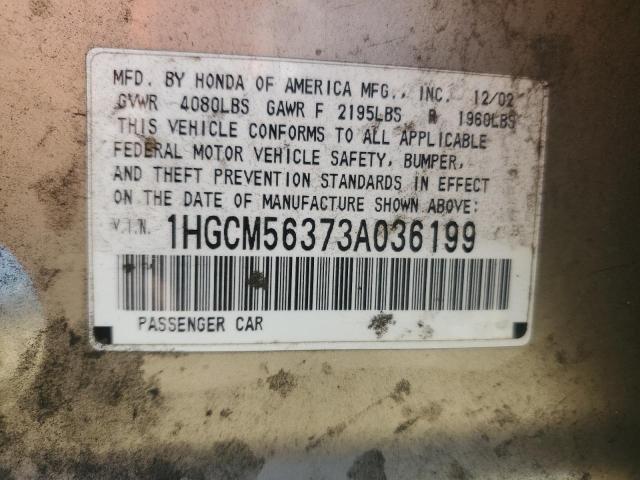 MFD. BY HONDA OF AMERICA MFG., INC. 12/02
GVWR 4080LBS GAWR F 2195LBS R 1960LBS
THIS VEHICLE CONFORMS TO ALL APPLICABLE
FEDERAL MOTOR VEHICLE SAFETY, BUMPER,
AND THEFT PREVENTION STANDARDS IN EFFECT
ON THE DATE OF MANUFACTURE SHOWN ABOVE:
V.I.N. 1HGCM56373A036199
PASSENGER CAR